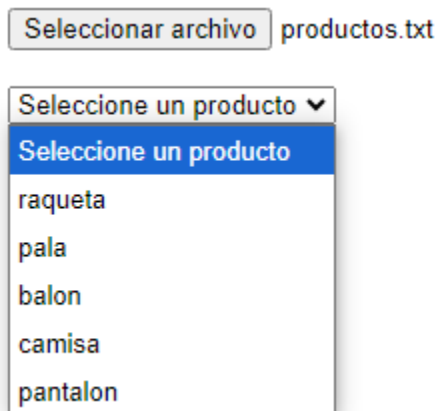 Seleccionar archivo productos.txt
Seleccione un producto
Seleccione un producto
raqueta
pala
balon
camisa
pantalon